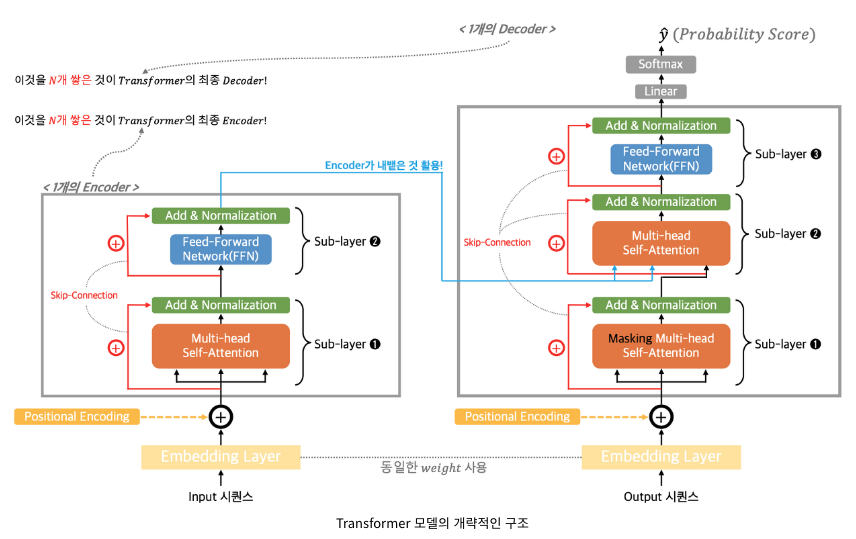 < 1개의 Decoder >
ŷ (Probability Score)
Softmax
이것을 N개 쌓은 것이 Transformer의 최종 Decoder!
Linear
이것을 N개 쌓은 것이 Transformer의 최종 Encoder!
Add & Normalization
Feed-Forward
Network(FFN)
Sub-layer ❸
Encoder가 내뱉은 것 활용!
< 1개의 Encoder >
Add & Normalization
Feed-Forward
Network(FFN)
Sub-layer ❷
Skip-Connection
Add & Normalization
Multi-head
Self-Attention
Sub-layer ❶
Add & Normalization
Multi-head
Self-Attention
Sub-layer ❷
Skip-Connection
Add & Normalization
Masking Multi-head
Self-Attention
Sub-layer ❶
Positional Encoding
Positional Encoding
Embedding Layer
동일한 weight 사용
Embedding Layer
Input 시퀀스
Output 시퀀스
Transformer 모델의 개략적인 구조